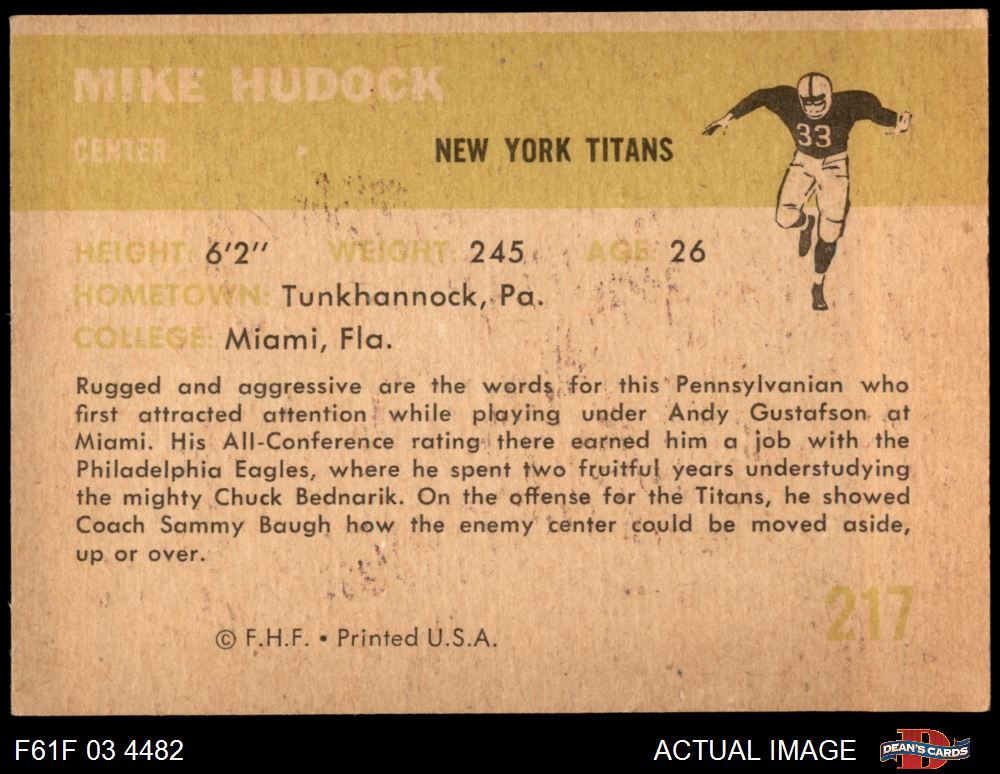 MIKE HUDOCK
CENTER
NEW YORK TITANS
33
HEIGHT: 6'2" WEIGHT: 245 AGE: 26
HOMETOWN: Tunkhannock, Pa.
COLLEGE: Miami, Fla.
Rugged and aggressive are the words for this Pennsylvanian who
first attracted attention while playing under Andy Gustafson at
Miami. His All-Conference rating there earned him a job with the
Philadelphia Eagles, where he spent two fruitful years understudying
the mighty Chuck Bednarik. On the offense for the Titans, he showed
Coach Sammy Baugh how the enemy center could be moved aside,
up or over.
217
© F.H.F. • Printed U.S.A.
F61F 03 4482
ACTUAL IMAGE
D
DEAN'S CARDS